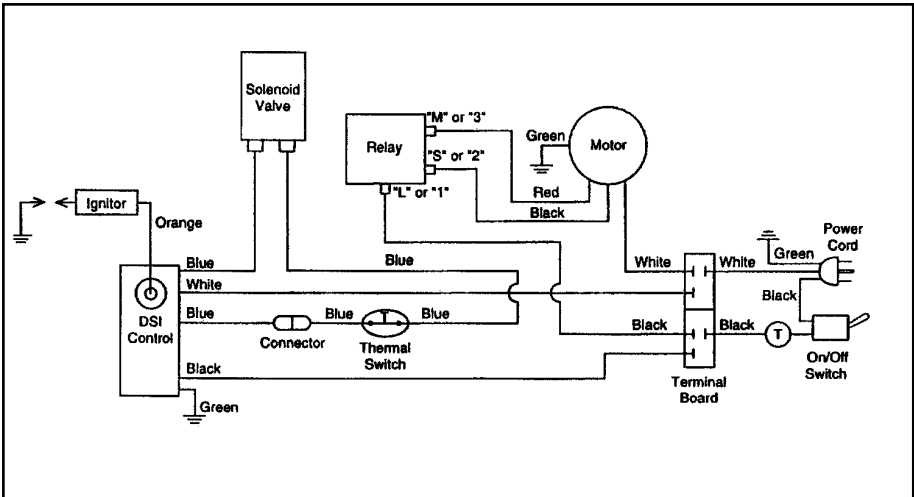 Solenoid
Valve
"M" or "3"
Relay
"S" or "2"
"L" or "1"
Green
Motor
Red
Black
Ignitor
Orange
Power
Cord
Green
Blue
Blue
White
White
White
Black
DSI
Control
Blue
Connector
Blue
Thermal
Switch
Blue
Black
Black
T
On/Off
Switch
Black
Terminal
Board
Green